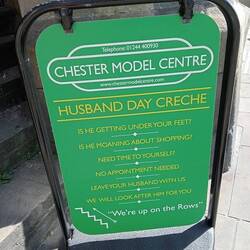 Telephone: 01244 400930
CHESTER MODEL CENTRE
www.chestermodelcentre.com
HUSBAND DAY CRECHE
IS HE GETTING UNDER YOUR FEET?
IS HE MOANING ABOUT SHOPPING?
NEED TIME TO YOURSELF?
NO APPOINTMENT NEEDED
LEAVE YOUR HUSBAND WITH US
WE WILL LOOK AFTER HIM FOR YOU
"We're up on the Rows"